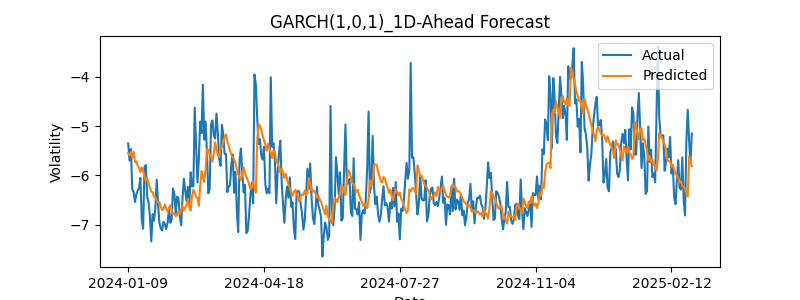 GARCH(1,0,1)_1D-Ahead Forecast
Actual
Predicted
Volatility
−4
−5
−6
−7
2024-01-09
2024-04-18
2024-07-27
2024-11-04
2025-02-12
Date